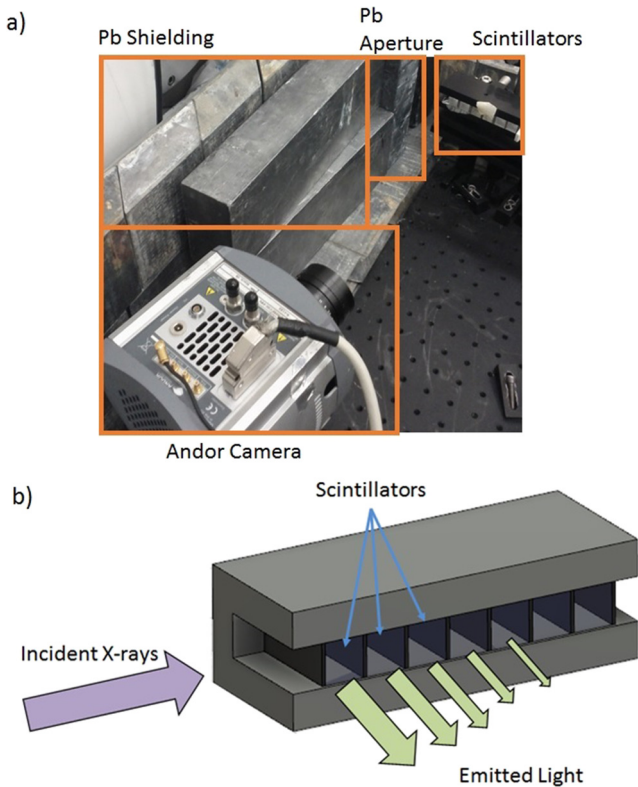 a)
Pb Shielding
Pb
Aperture
Scintillators
Andor Camera
b)
Scintillators
Incident X-rays
Emitted Light